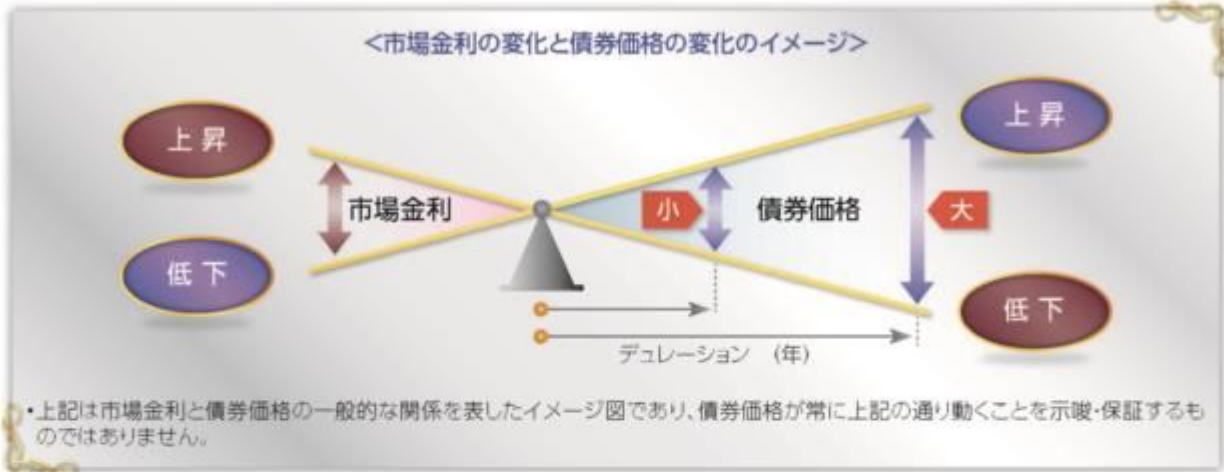 <市場金利の変化と債券価格の変化のイメージ>
上昇
上昇
市場金利
小
債券価格
大
低下
低下
デュレーション (年)
・上記は市場金利と債券価格の一般的な関係を表したイメージ図であり、債券価格が常に上記の通り動くことを示唆・保証するも
のではありません。